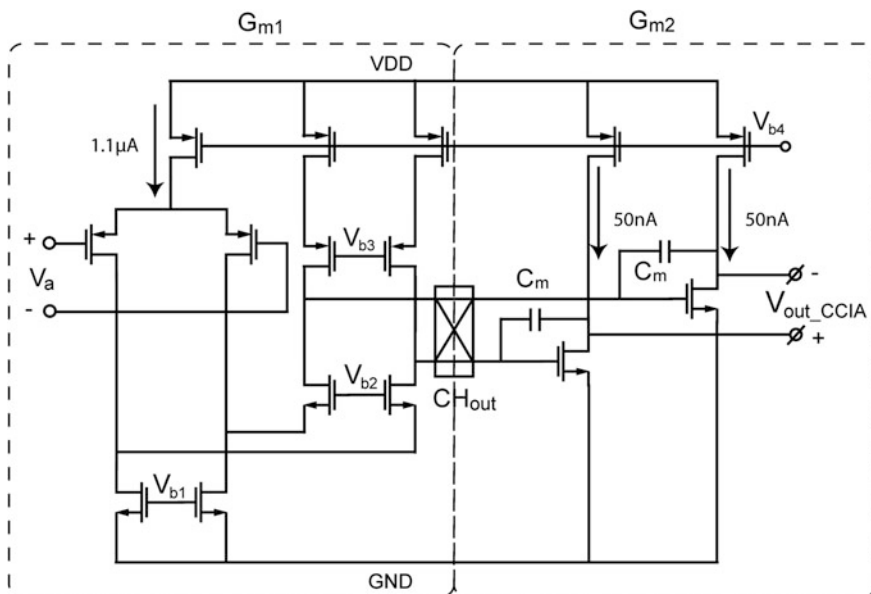 Gm1
Gm2
VDD
Vb4
1.1µA
50nA
50nA
+
Vb3
Va
Cm
Cm
-
-
Vout_CCIA
+
Vb2
CHout
Vb1
GND